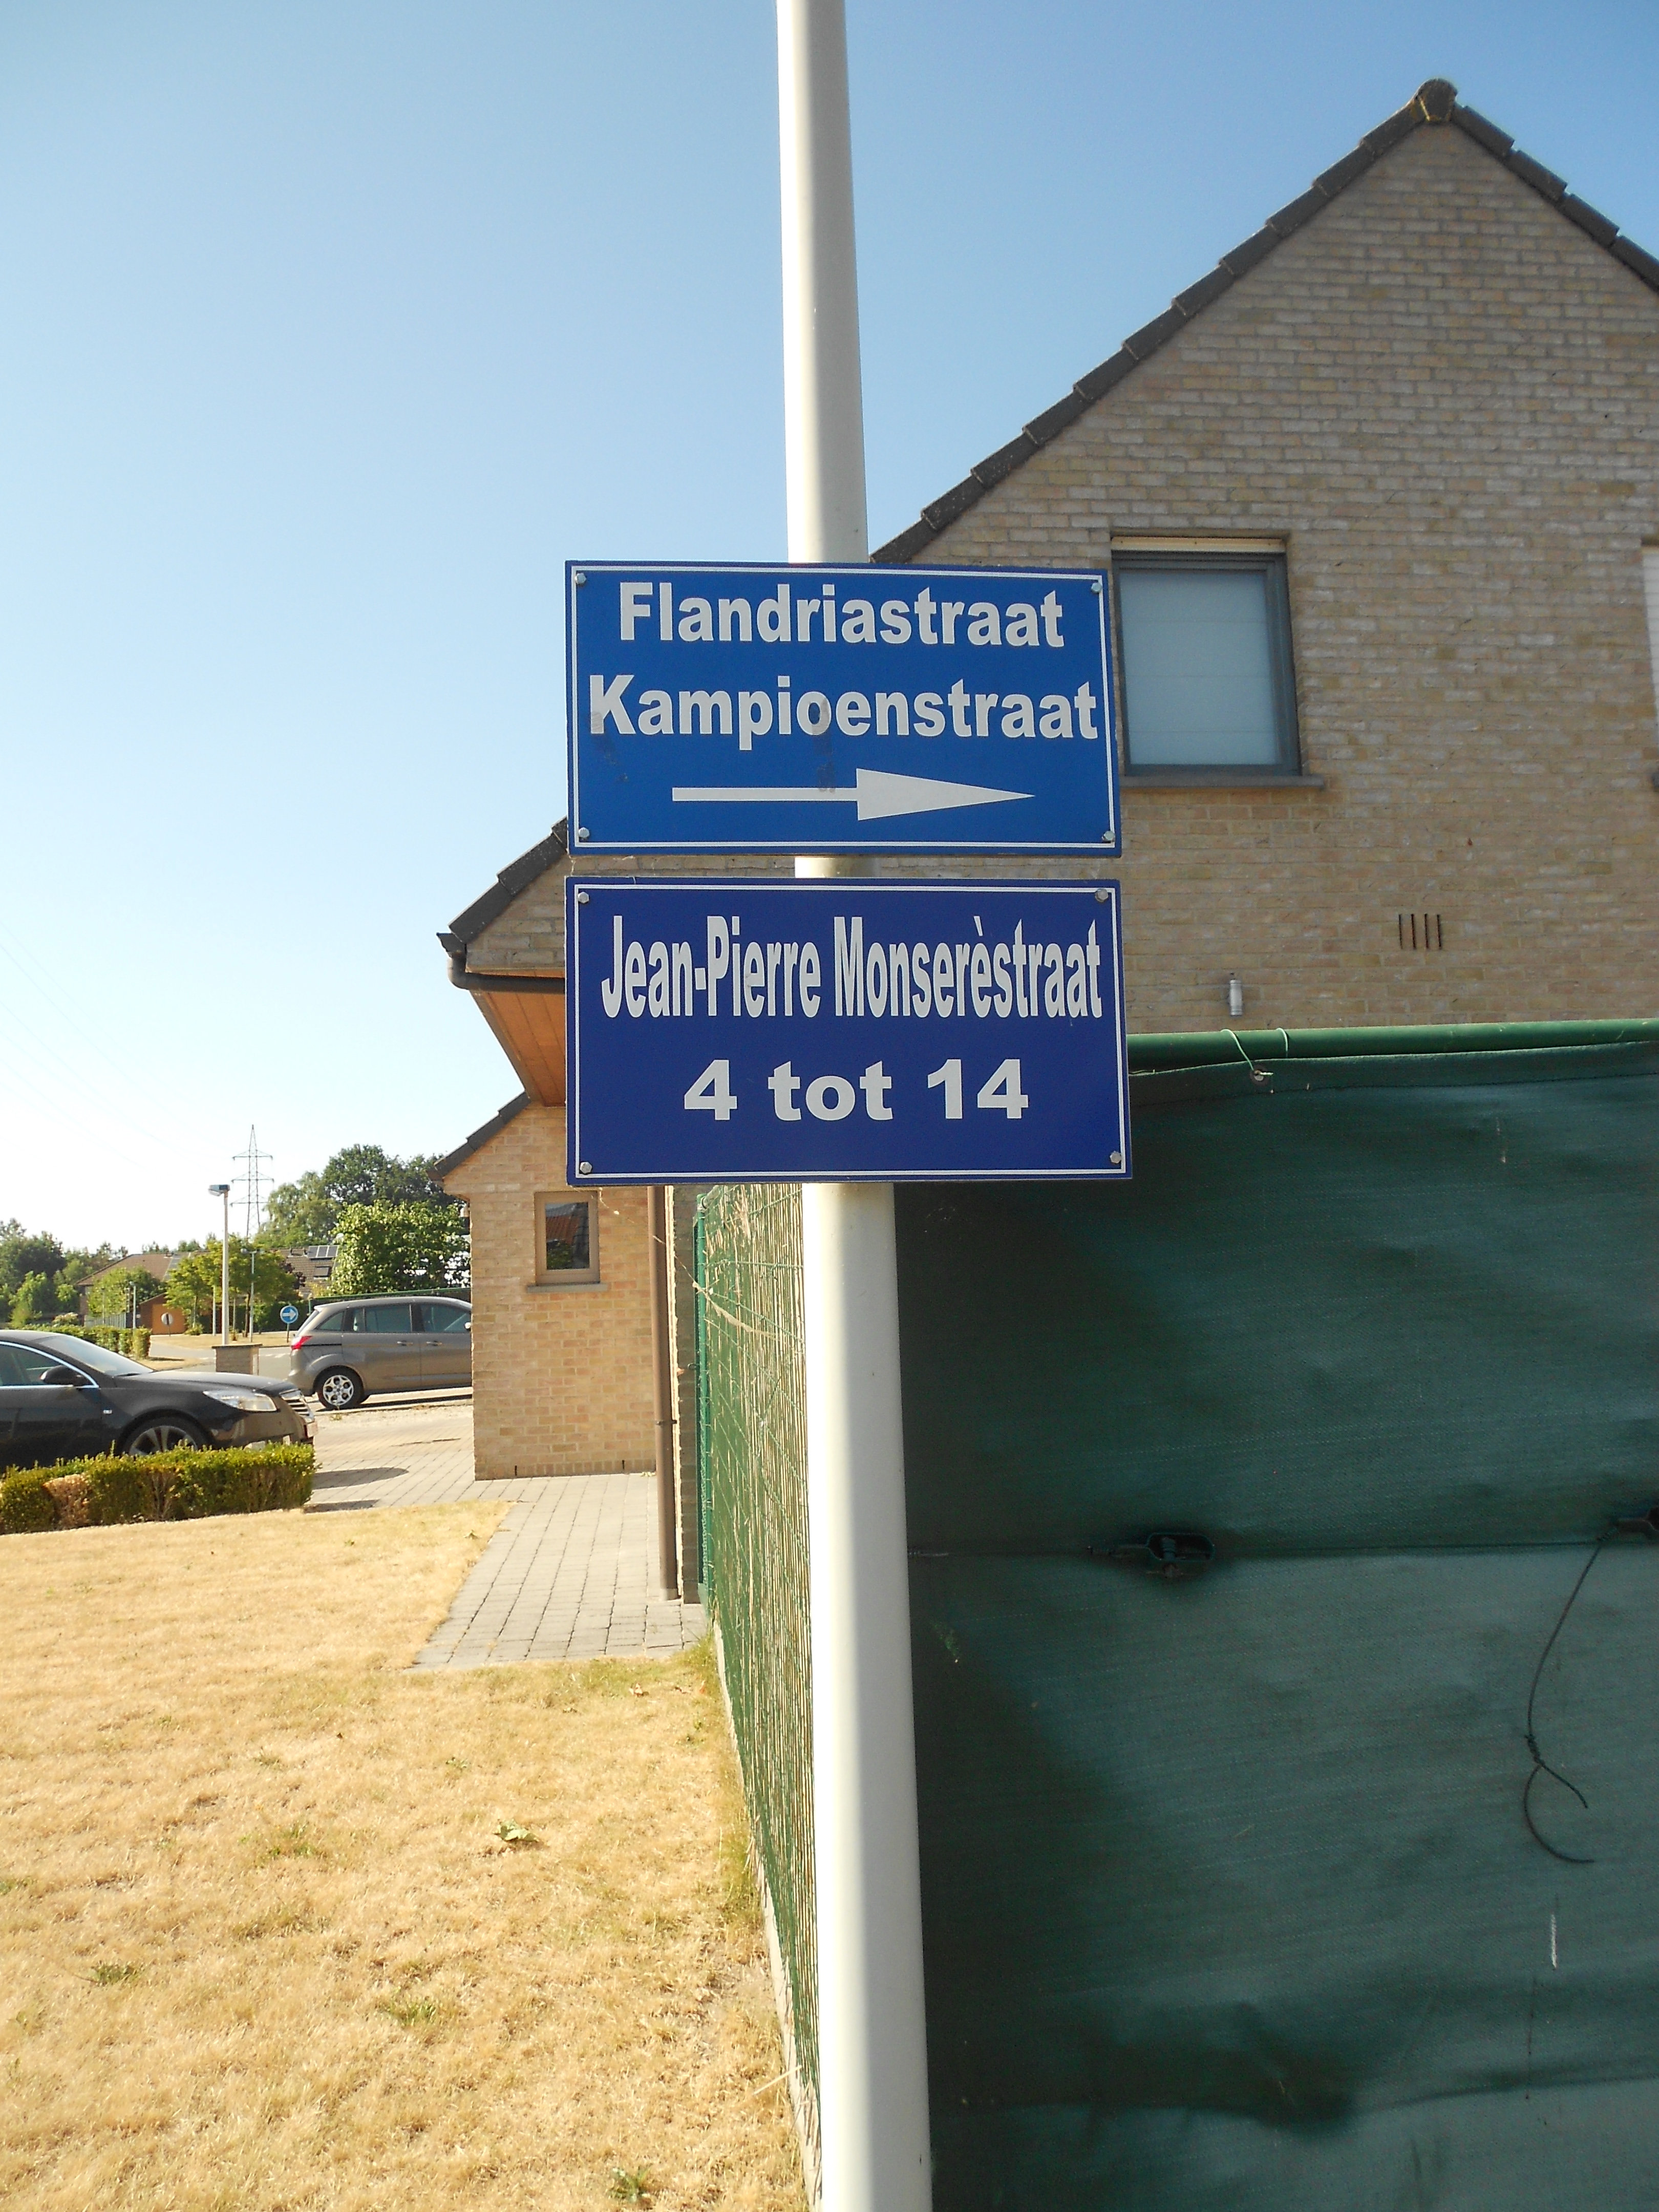 Flandriastraat
Kampioenstraat
Jean-Pierre Monserèstraat
4 tot 14